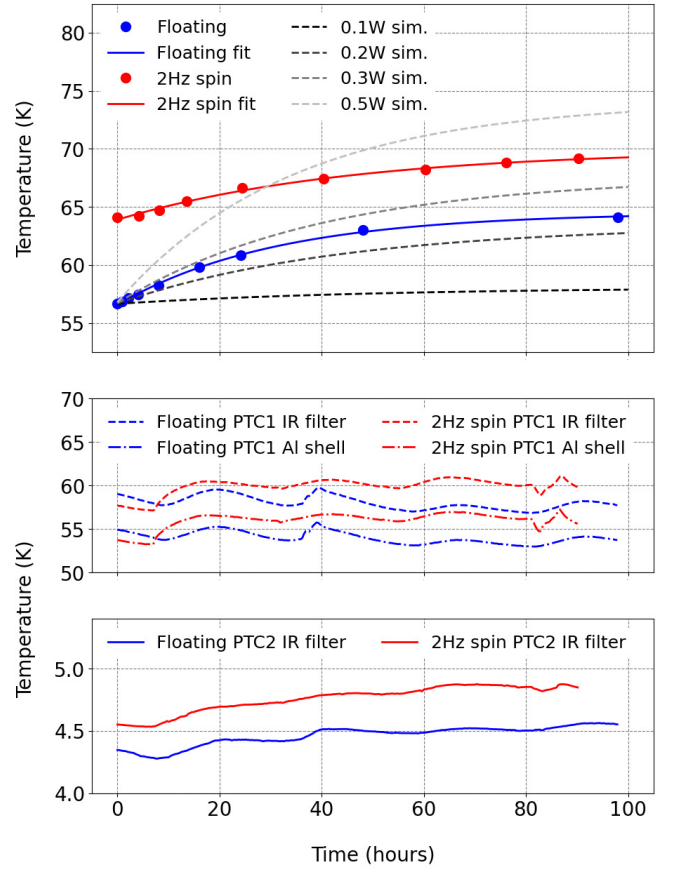 80
75
70
65
60
55
Temperature (K)
Floating
Floating fit
2Hz spin
2Hz spin fit
0.1W sim.
0.2W sim.
0.3W sim.
0.5W sim.
70
65
60
55
50
Floating PTC1 IR filter
Floating PTC1 Al shell
2Hz spin PTC1 IR filter
2Hz spin PTC1 Al shell
Temperature (K)
5.0
4.5
4.0
Floating PTC2 IR filter
2Hz spin PTC2 IR filter
0 20 40 60 80 100
Time (hours)